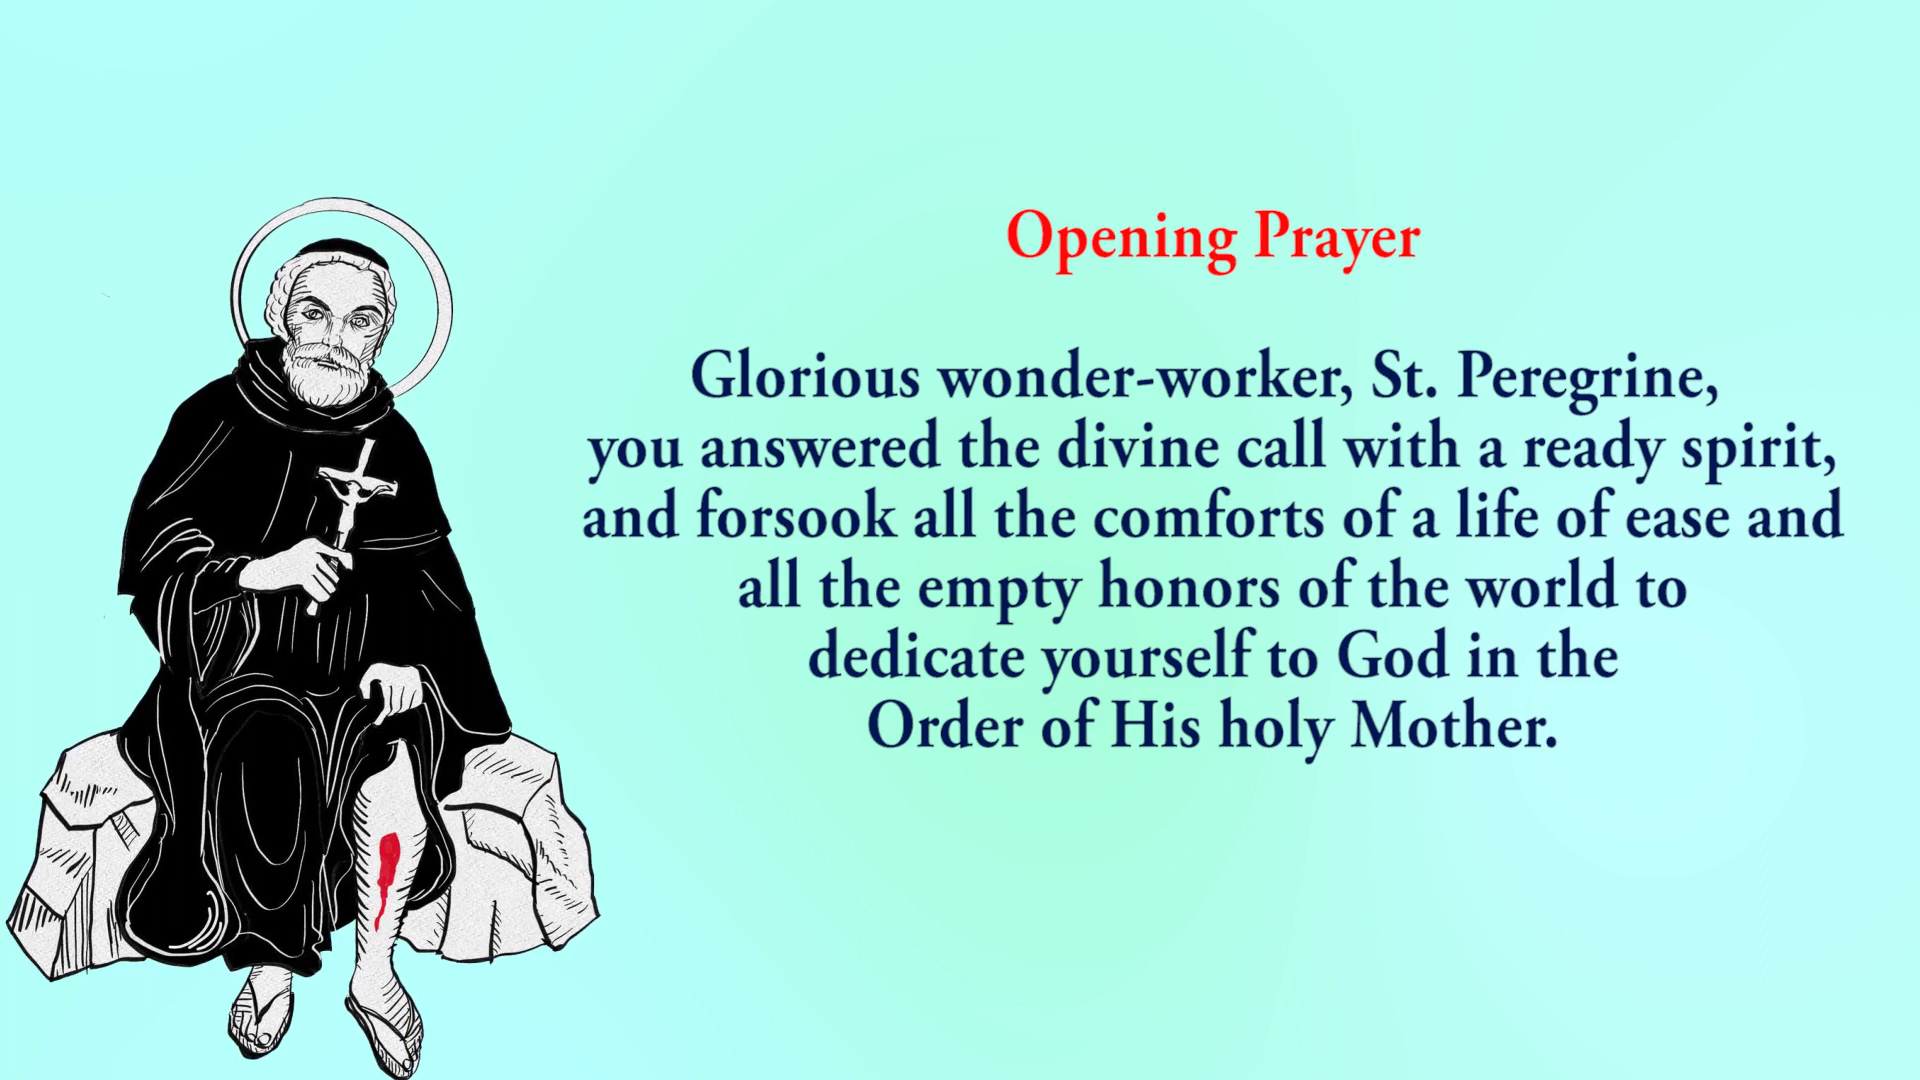 Opening Prayer
Glorious wonder-worker, St. Peregrine,
you answered the divine call with a ready spirit,
and forsook all the comforts of a life of ease and
all the empty honors of the world to
dedicate yourself to God in the
Order of His holy Mother.